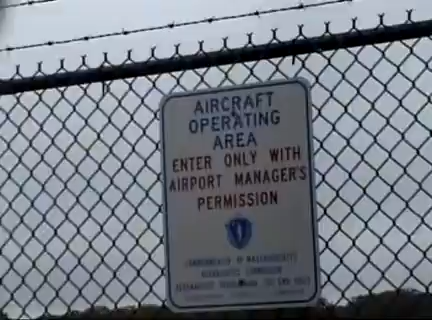 AIRCRAFT
OPERATING
AREA
ENTER ONLY WITH
AIRPORT MANAGER'S
PERMISSION
COMMONWEALTH OF MASSACHUSETTS
AERONAUTICS COMMISSION